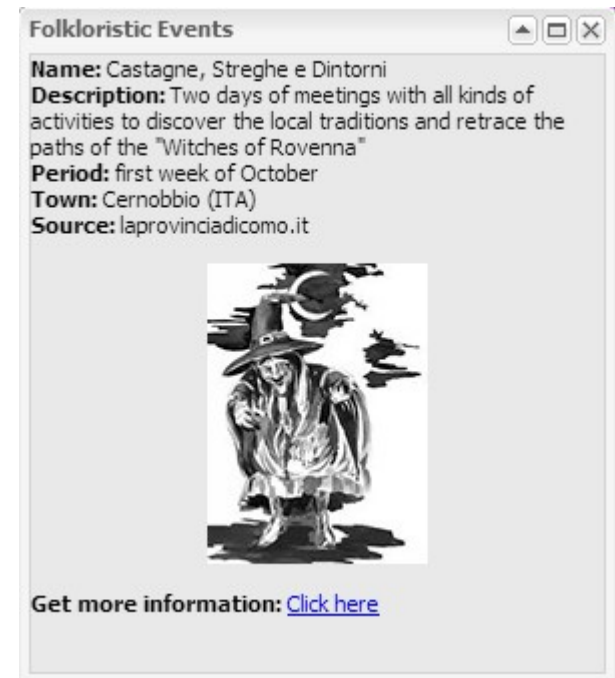 Folkloristic Events
Name: Castagne, Streghe e Dintorni
Description: Two days of meetings with all kinds of
activities to discover the local traditions and retrace the
paths of the "Witches of Rovenna"
Period: first week of October
Town: Cernobbio (ITA)
Source: laprovinciadicomo.it
Get more information: Click here